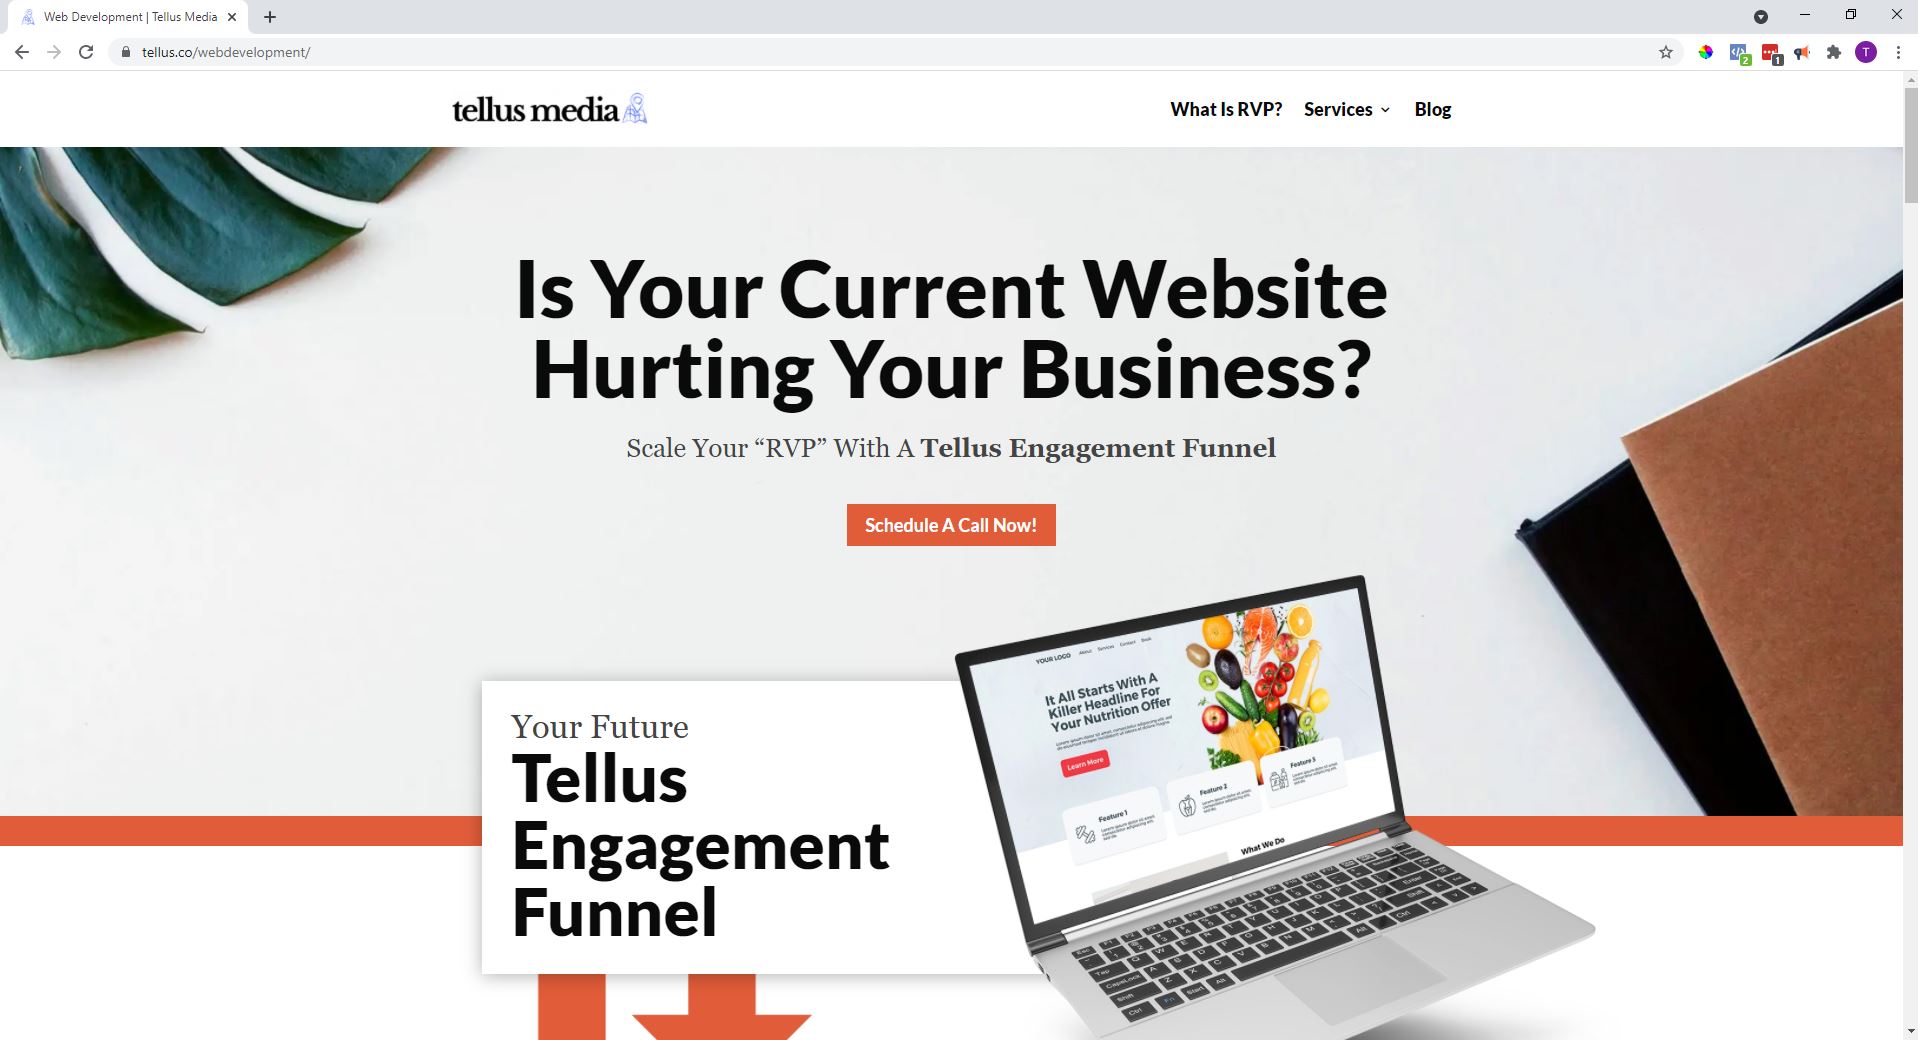 Web Development | Tellus Media
tellus.co/webdevelopment/
2
1
T
tellus media
What Is RVP?
Services
Blog
Is Your Current Website
Hurting Your Business?
Scale Your “RVP” With A Tellus Engagement Funnel
Schedule A Call Now!
Your Future
Tellus
Engagement
Funnel
YOUR LOGO
About
Services
Contact
Book
It All Starts With A
Killer Headline For
Your Nutrition Offer
Learn More
Feature 1
Feature 2
Feature 3
What We Do